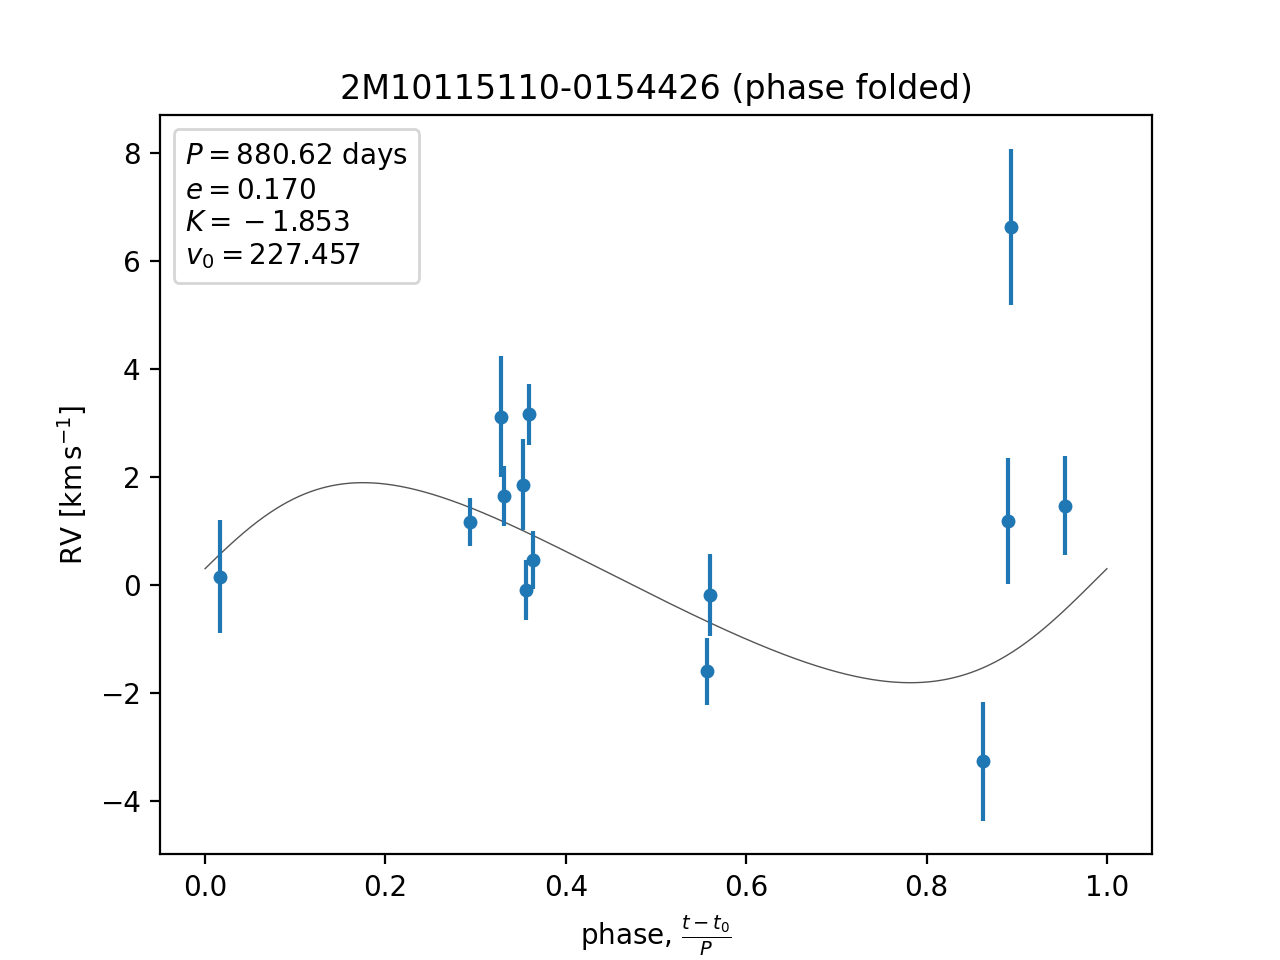 2M10115110-0154426 (phase folded)
P = 880.62 days
e = 0.170
K = −1.853
v₀ = 227.457
8
6
4
2
0
−2
−4
RV [km s⁻¹]
0.0 0.2 0.4 0.6 0.8 1.0
phase, (t − t₀)/P